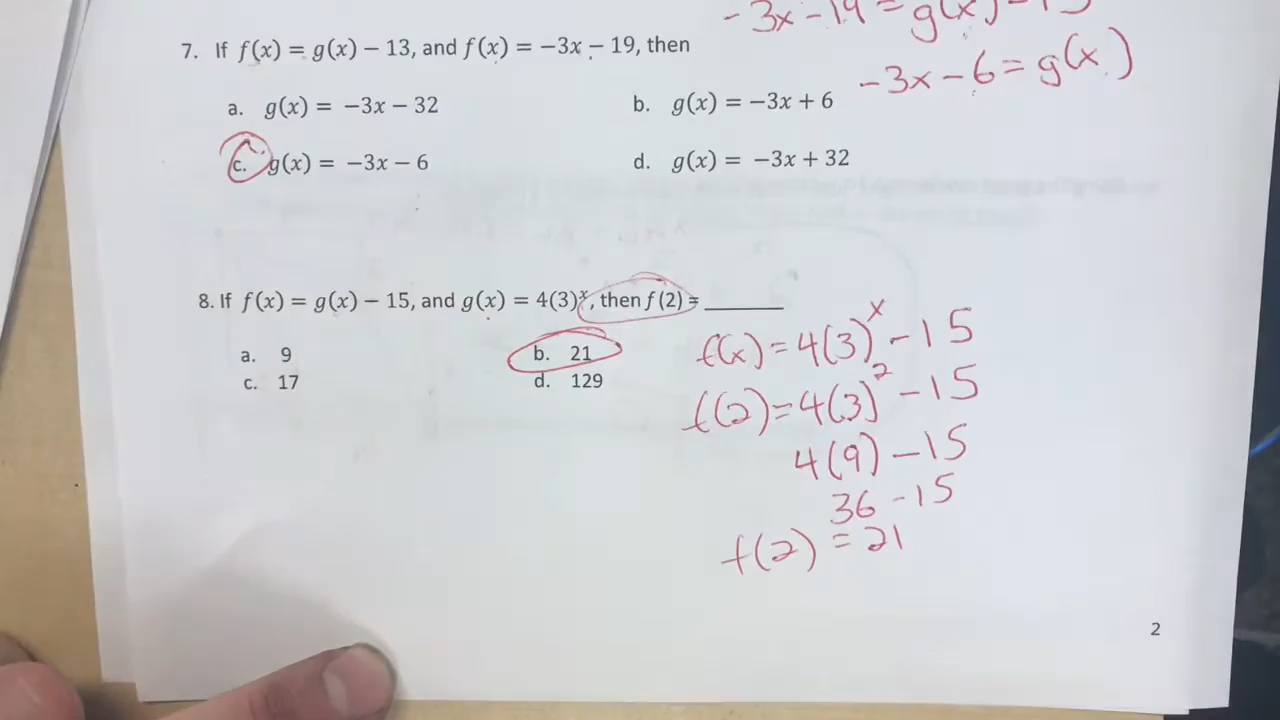 -3x-19=g(x)-13
7. If f(x) = g(x) − 13, and f(x) = −3x − 19, then
-3x-6=g(x)
a. g(x) = −3x − 32
b. g(x) = −3x + 6
c. g(x) = −3x − 6
d. g(x) = −3x + 32
8. If f(x) = g(x) − 15, and g(x) = 4(3)ˣ, then f(2) = ______
a. 9
b. 21
c. 17
d. 129
f(x)=4(3)ˣ-15
f(2)=4(3)²-15
4(9)-15
36-15
f(2)=21
2